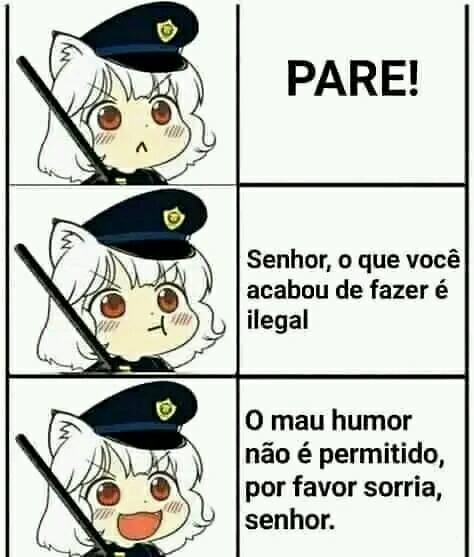 PARE!
Senhor, o que você
acabou de fazer é
ilegal
O mau humor
não é permitido,
por favor sorria,
senhor.